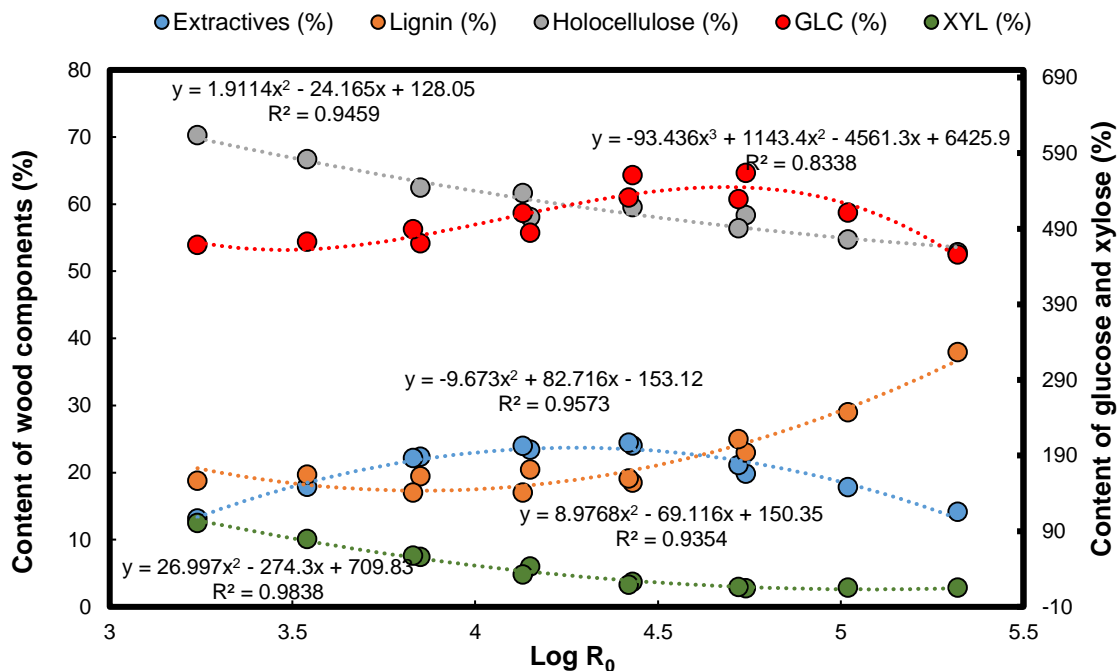 Extractives (%) Lignin (%) Holocellulose (%) GLC (%) XYL (%)
80
70
60
50
40
30
20
10
0
Content of wood components (%)
y = 1.9114x² - 24.165x + 128.05
R² = 0.9459
y = -93.436x³ + 1143.4x² - 4561.3x + 6425.9
R² = 0.8338
y = -9.673x² + 82.716x - 153.12
R² = 0.9573
y = 8.9768x² - 69.116x + 150.35
R² = 0.9354
y = 26.997x² - 274.3x + 709.83
R² = 0.9838
690
590
490
390
290
190
90
-10
Content of glucose and xylose (%)
3 3.5 4 4.5 5 5.5
Log R₀